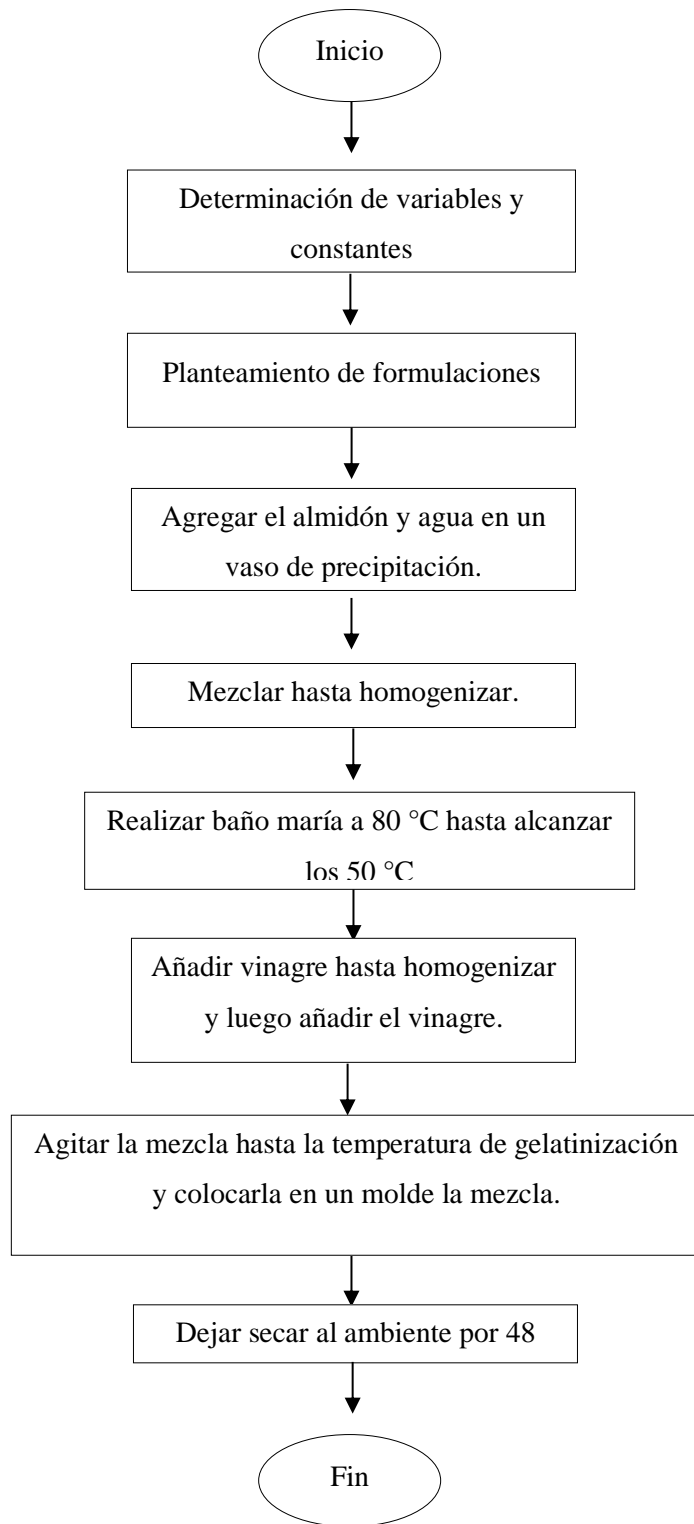 Inicio
Determinación de variables y
constantes
Planteamiento de formulaciones
Agregar el almidón y agua en un
vaso de precipitación.
Mezclar hasta homogenizar.
Realizar baño maría a 80 °C hasta alcanzar
los 50 °C
Añadir vinagre hasta homogenizar
y luego añadir el vinagre.
Agitar la mezcla hasta la temperatura de gelatinización
y colocarla en un molde la mezcla.
Dejar secar al ambiente por 48
Fin